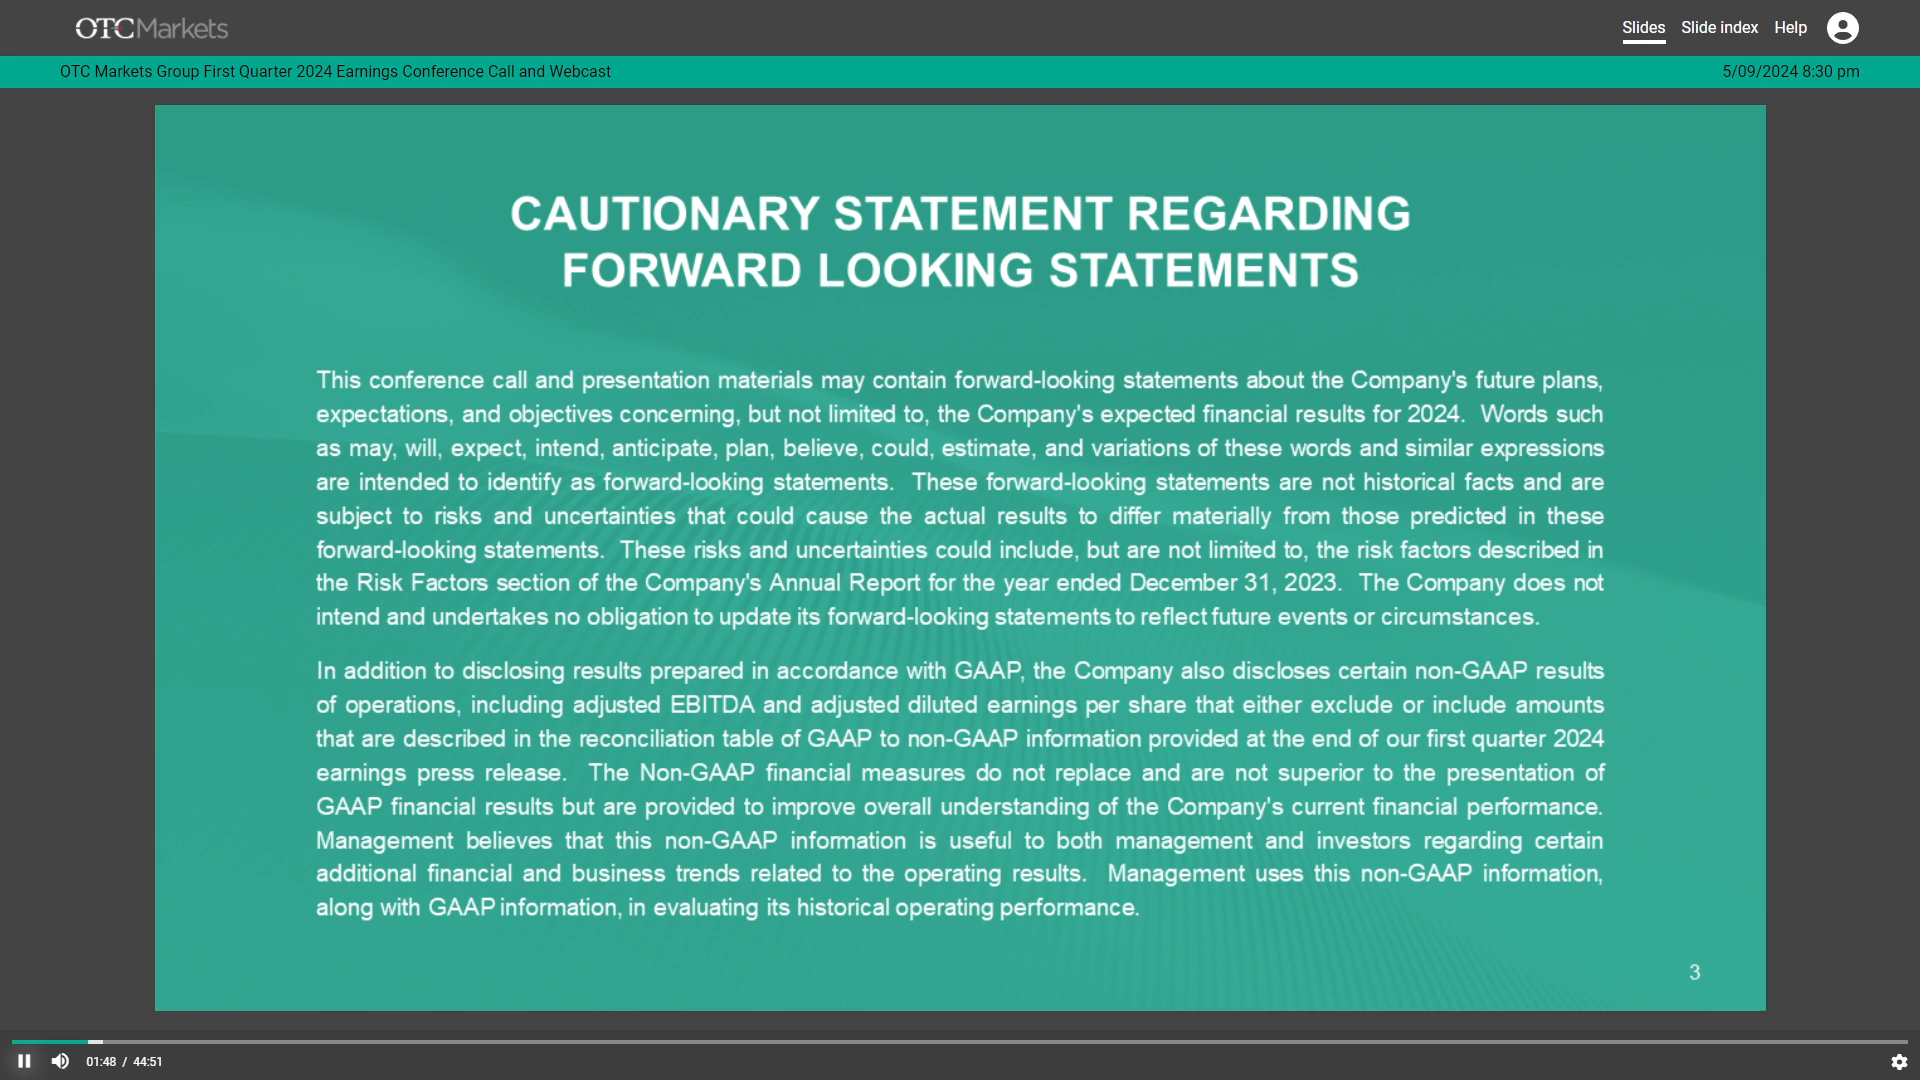 OTCMarkets
Slides Slide index Help
OTC Markets Group First Quarter 2024 Earnings Conference Call and Webcast
5/09/2024 8:30 pm
CAUTIONARY STATEMENT REGARDING
FORWARD LOOKING STATEMENTS
This conference call and presentation materials may contain forward-looking statements about the Company's future plans,
expectations, and objectives concerning, but not limited to, the Company's expected financial results for 2024. Words such
as may, will, expect, intend, anticipate, plan, believe, could, estimate, and variations of these words and similar expressions
are intended to identify as forward-looking statements. These forward-looking statements are not historical facts and are
subject to risks and uncertainties that could cause the actual results to differ materially from those predicted in these
forward-looking statements. These risks and uncertainties could include, but are not limited to, the risk factors described in
the Risk Factors section of the Company's Annual Report for the year ended December 31, 2023. The Company does not
intend and undertakes no obligation to update its forward-looking statements to reflect future events or circumstances.
In addition to disclosing results prepared in accordance with GAAP, the Company also discloses certain non-GAAP results
of operations, including adjusted EBITDA and adjusted diluted earnings per share that either exclude or include amounts
that are described in the reconciliation table of GAAP to non-GAAP information provided at the end of our first quarter 2024
earnings press release. The Non-GAAP financial measures do not replace and are not superior to the presentation of
GAAP financial results but are provided to improve overall understanding of the Company's current financial performance.
Management believes that this non-GAAP information is useful to both management and investors regarding certain
additional financial and business trends related to the operating results. Management uses this non-GAAP information,
along with GAAP information, in evaluating its historical operating performance.
3
01:48 / 44:51